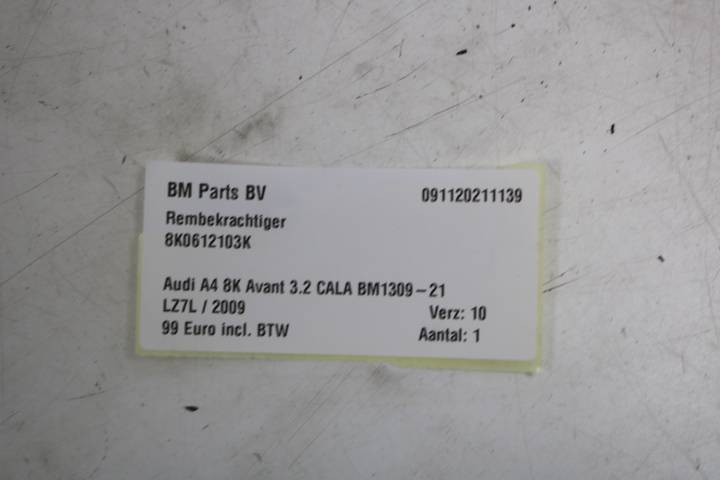 BM Parts BV 091120211139
Rembekrachtiger
8K0612103K
Audi A4 8K Avant 3.2 CALA BM1309-21
LZ7L / 2009 Verz: 10
99 Euro incl. BTW Aantal: 1